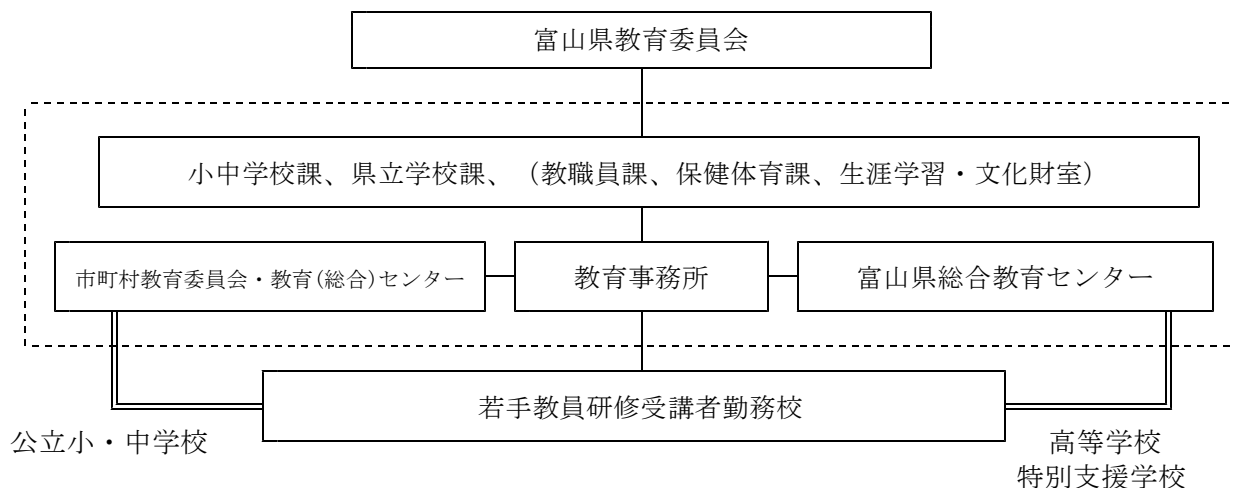 富山県教育委員会
小中学校課、県立学校課、（教職員課、保健体育課、生涯学習・文化財室）
市町村教育委員会・教育(総合)センター
教育事務所
富山県総合教育センター
若手教員研修受講者勤務校
公立小・中学校
高等学校
特別支援学校